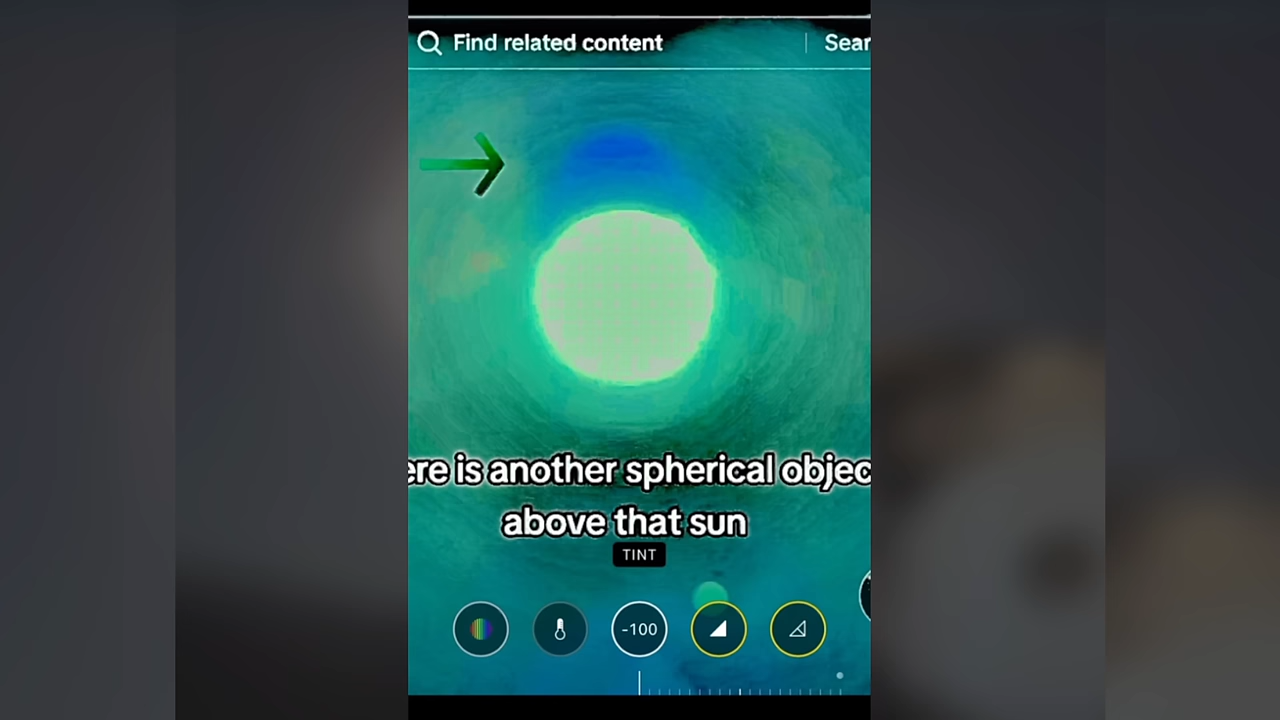 Find related content
Sear
ere is another spherical objec
above that sun
TINT
-100